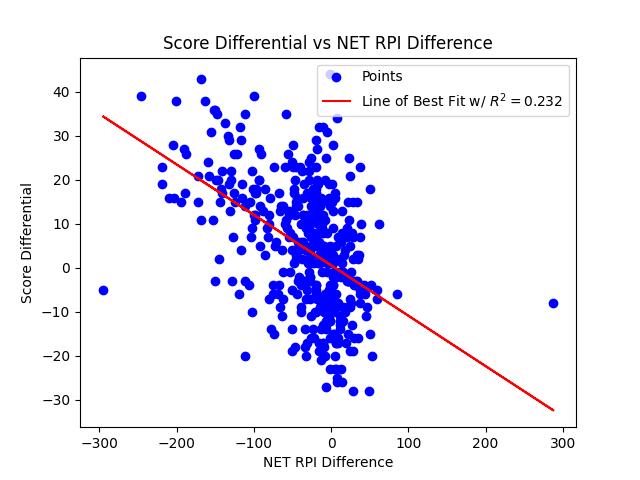 Score Differential vs NET RPI Difference
Points
Line of Best Fit w/ R² = 0.232
40
30
20
10
0
−10
−20
−30
Score Differential
−300 −200 −100 0 100 200 300
NET RPI Difference